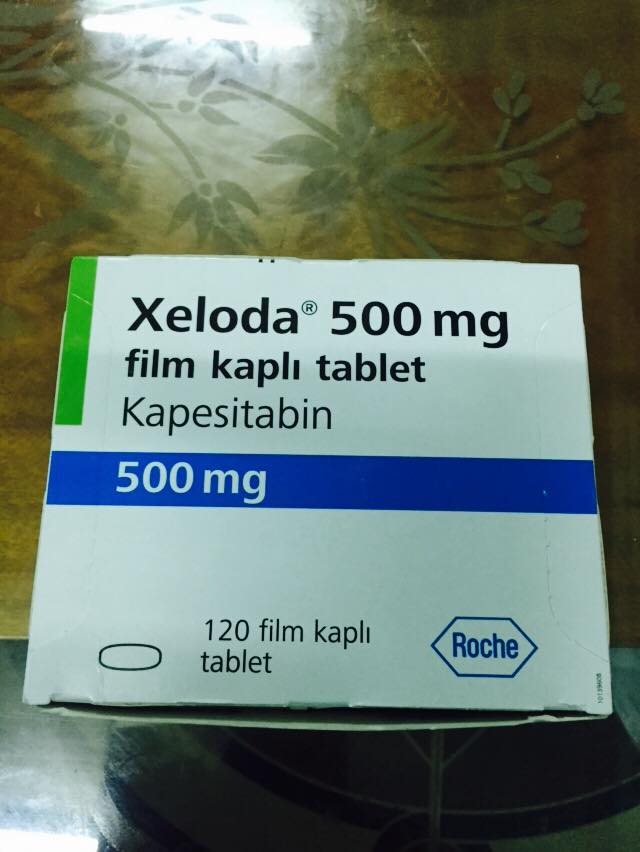 Xeloda® 500 mg
film kaplı tablet
Kapesitabin
500 mg
120 film kaplı
tablet
Roche